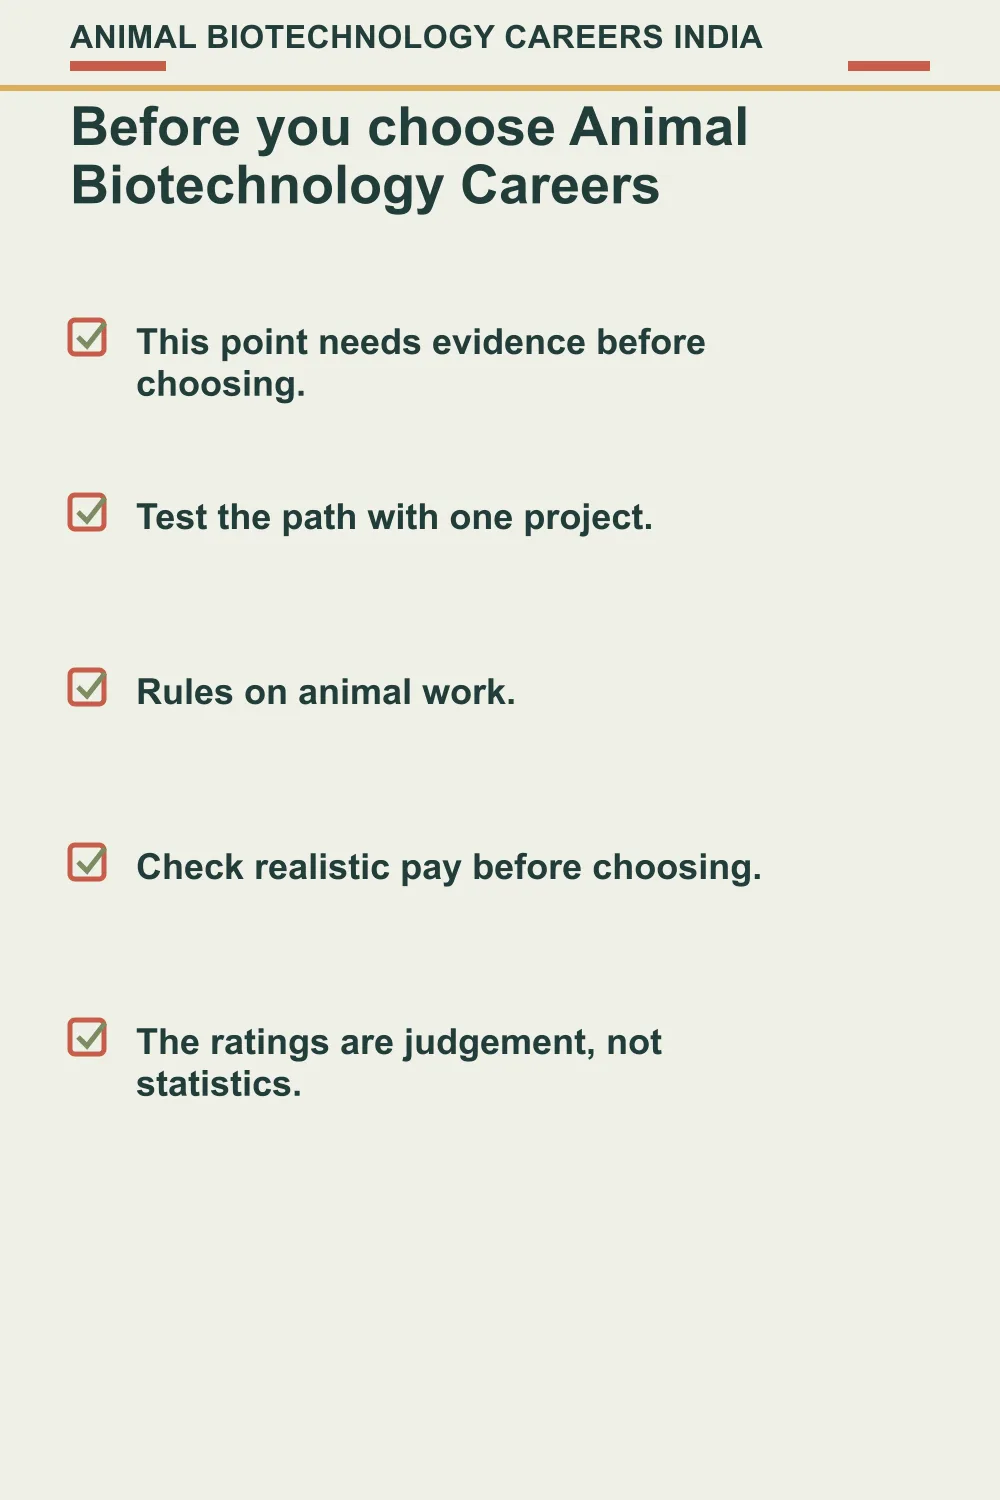 ANIMAL BIOTECHNOLOGY CAREERS INDIA
Before you choose Animal
Biotechnology Careers
This point needs evidence before
choosing.
Test the path with one project.
Rules on animal work.
Check realistic pay before choosing.
The ratings are judgement, not
statistics.